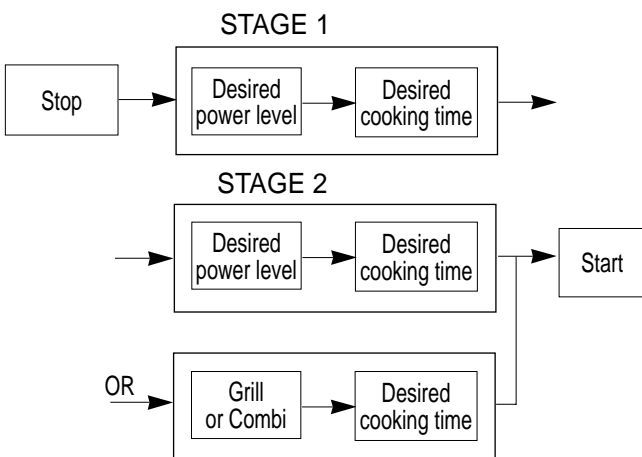 STAGE 1
Stop
Desired
power level
Desired
cooking time
STAGE 2
Desired
power level
Desired
cooking time
Start
OR
Grill
or Combi
Desired
cooking time